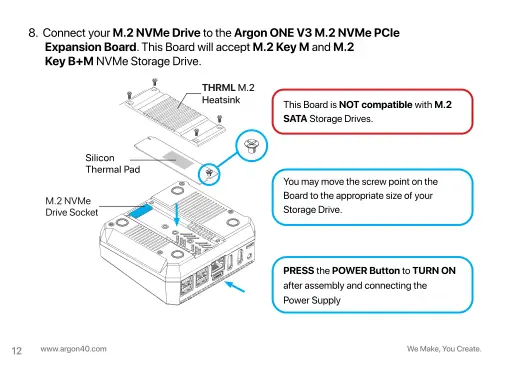 8. Connect your M.2 NVMe Drive to the Argon ONE V3 M.2 NVMe PCIe
Expansion Board. This Board will accept M.2 Key M and M.2
Key B+M NVMe Storage Drive.
THRML M.2
Heatsink
This Board is NOT compatible with M.2
SATA Storage Drives.
Silicon
Thermal Pad
You may move the screw point on the
Board to the appropriate size of your
Storage Drive.
M.2 NVMe
Drive Socket
PRESS the POWER Button to TURN ON
after assembly and connecting the
Power Supply
12
www.argon40.com
We Make, You Create.